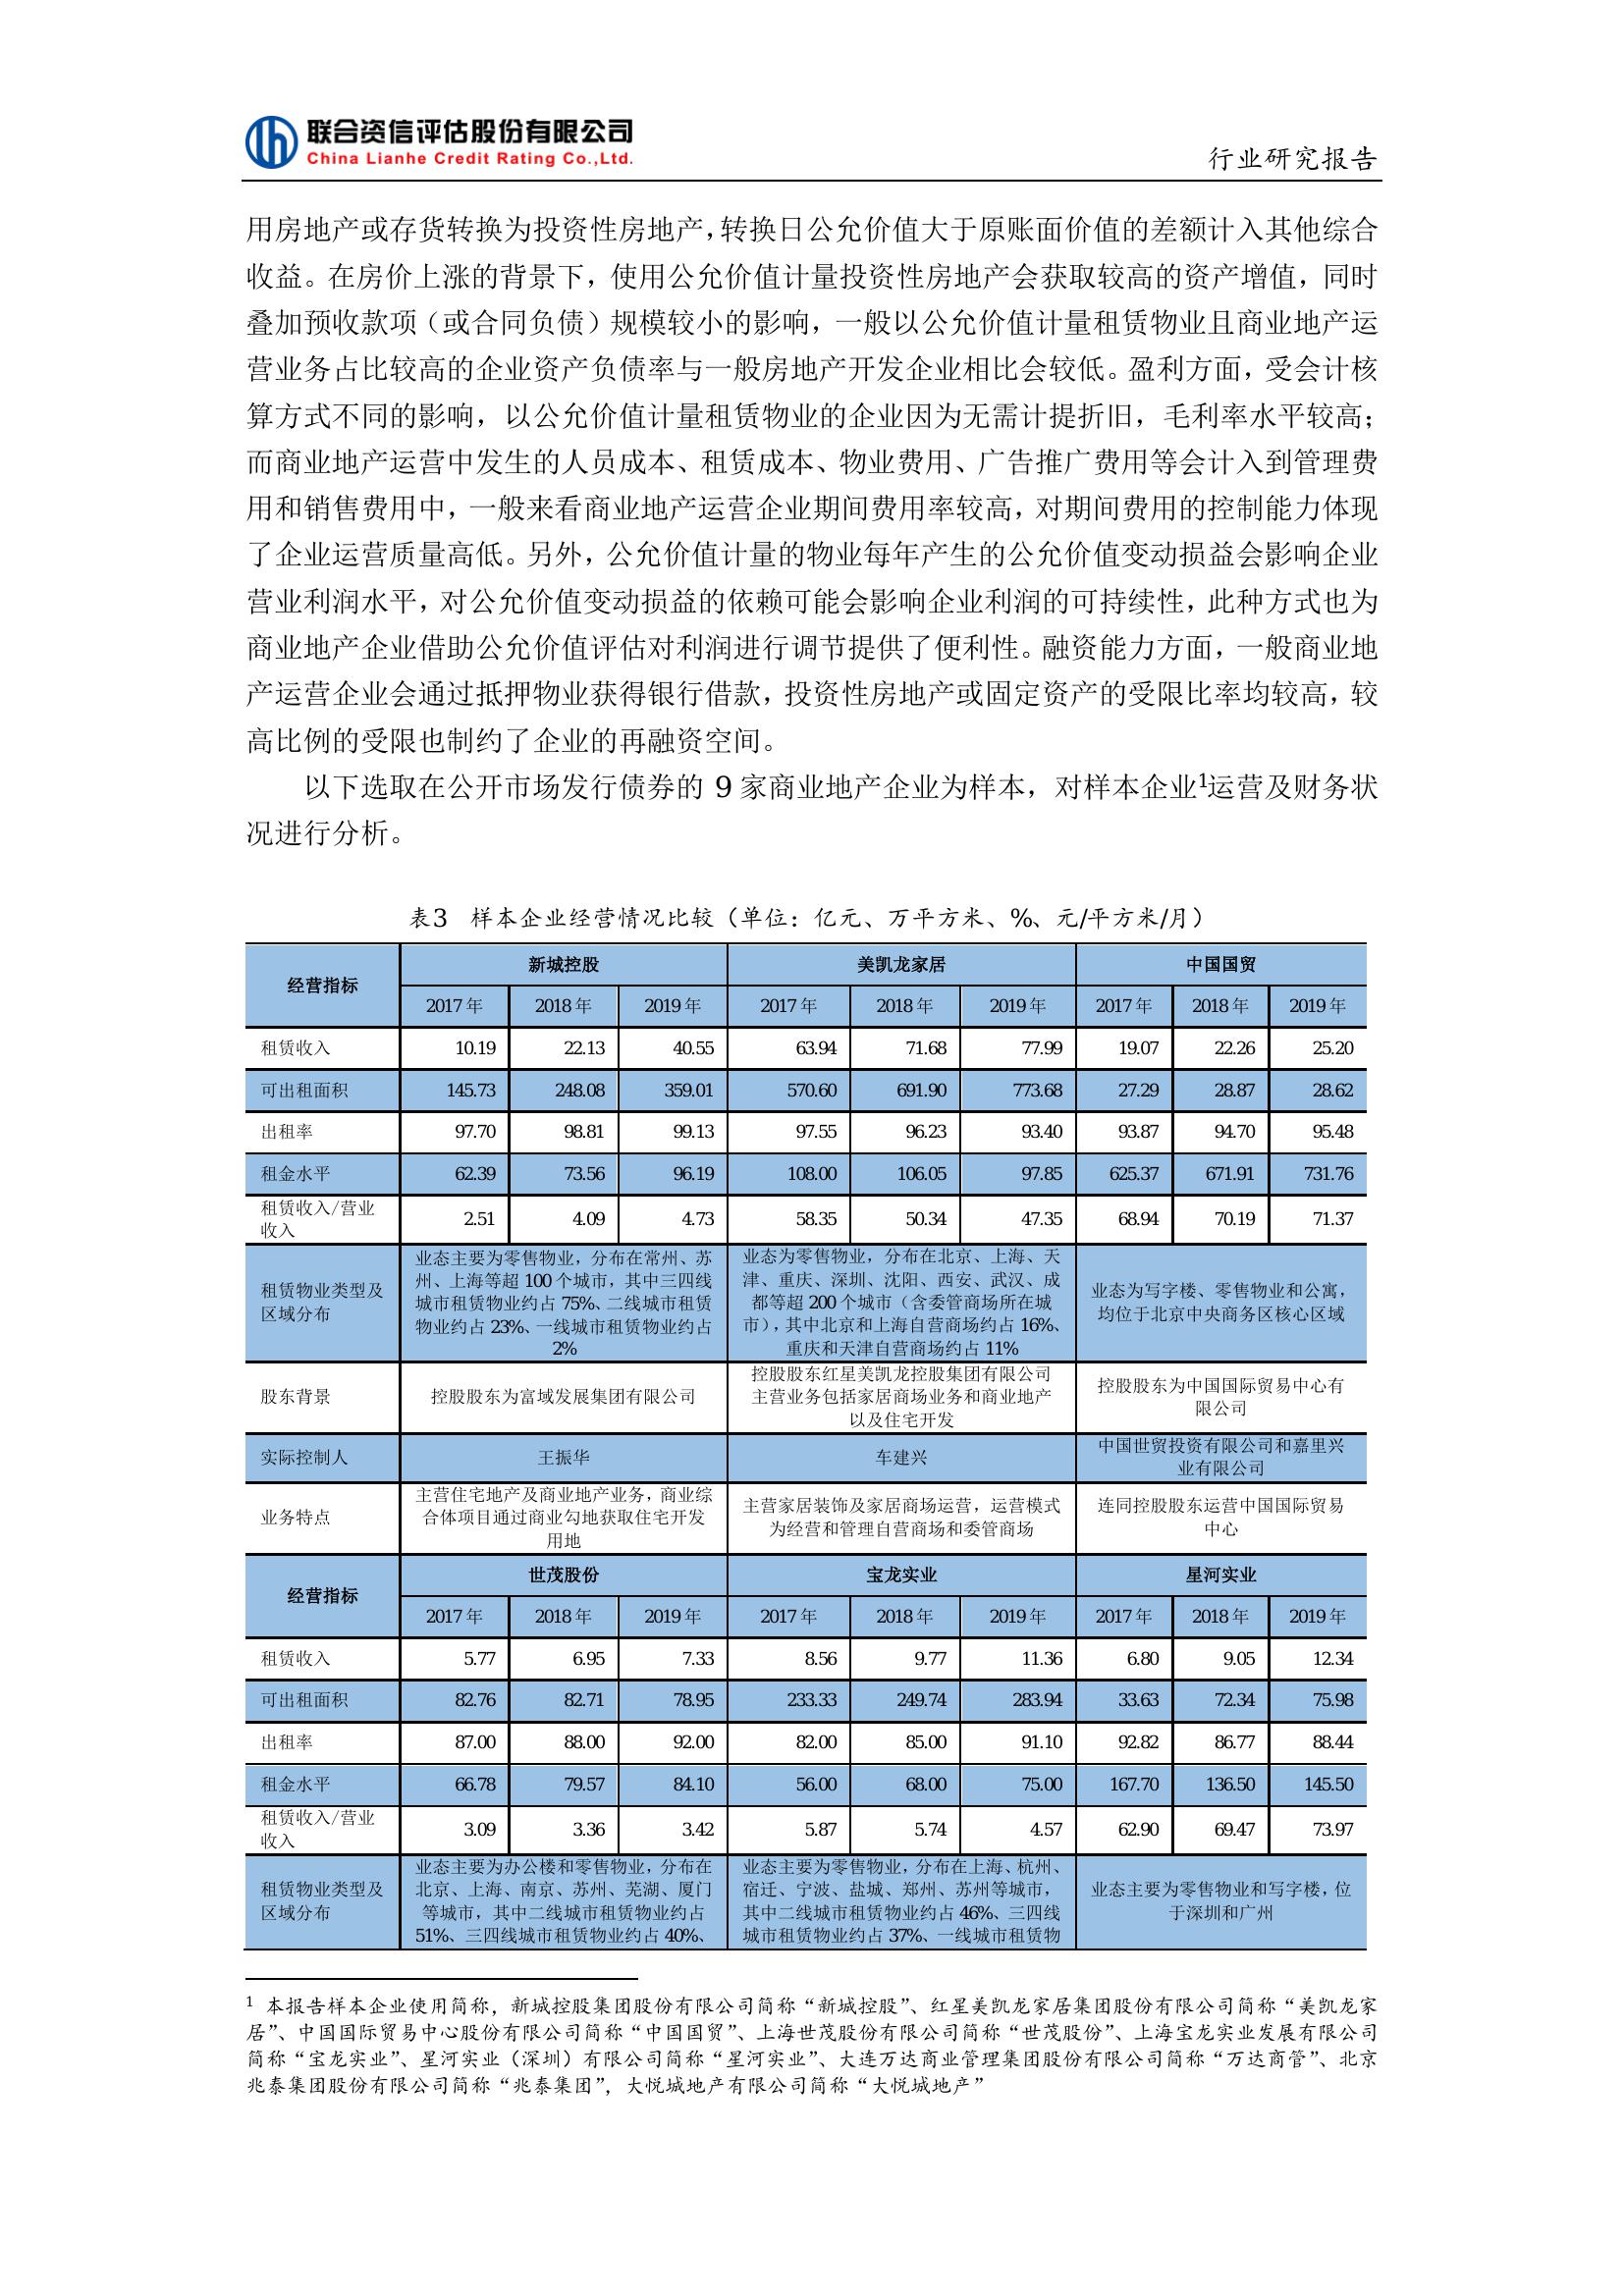 联合资信评估股份有限公司
China Lianhe Credit Rating Co.,Ltd.
行业研究报告
用房地产或存货转换为投资性房地产，转换日公允价值大于原账面价值的差额计入其他综合
收益。在房价上涨的背景下，使用公允价值计量投资性房地产会获取较高的资产增值，同时
叠加预收款项（或合同负债）规模较小的影响，一般以公允价值计量租赁物业且商业地产运
营业务占比较高的企业资产负债率与一般房地产开发企业相比会较低。盈利方面，受会计核
算方式不同的影响，以公允价值计量租赁物业的企业因为无需计提折旧，毛利率水平较高；
而商业地产运营中发生的人员成本、租赁成本、物业费用、广告推广费用等会计入到管理费
用和销售费用中，一般来看商业地产运营企业期间费用率较高，对期间费用的控制能力体现
了企业运营质量高低。另外，公允价值计量的物业每年产生的公允价值变动损益会影响企业
营业利润水平，对公允价值变动损益的依赖可能会影响企业利润的可持续性，此种方式也为
商业地产企业借助公允价值评估对利润进行调节提供了便利性。融资能力方面，一般商业地
产运营企业会通过抵押物业获得银行借款，投资性房地产或固定资产的受限比率均较高，较
高比例的受限也制约了企业的再融资空间。
以下选取在公开市场发行债券的 9 家商业地产企业为样本，对样本企业¹运营及财务状
况进行分析。
表3 样本企业经营情况比较（单位：亿元、万平方米、%、元/平方米/月）
经营指标 新城控股 美凯龙家居 中国国贸
2017 年 2018 年 2019 年 2017 年 2018 年 2019 年 2017 年 2018 年 2019 年
租赁收入 10.19 22.13 40.55 63.94 71.68 77.99 19.07 22.26 25.20
可出租面积 145.73 248.08 359.01 570.60 691.90 773.68 27.29 28.87 28.62
出租率 97.70 98.81 99.13 97.55 96.23 93.40 93.87 94.70 95.48
租金水平 62.39 73.56 96.19 108.00 106.05 97.85 625.37 671.91 731.76
租赁收入/营业
收入
2.51 4.09 4.73 58.35 50.34 47.35 68.94 70.19 71.37
租赁物业类型及
区域分布
业态主要为零售物业，分布在常州、苏
州、上海等超 100 个城市，其中三四线
城市租赁物业约占 75%、二线城市租赁
物业约占 23%、一线城市租赁物业约占
2%
业态为零售物业，分布在北京、上海、天
津、重庆、深圳、沈阳、西安、武汉、成
都等超 200 个城市（含委管商场所在城
市），其中北京和上海自营商场约占 16%、
重庆和天津自营商场约占 11%
业态为写字楼、零售物业和公寓，
均位于北京中央商务区核心区域
股东背景
控股股东为富域发展集团有限公司
控股股东红星美凯龙控股集团有限公司
主营业务包括家居商场业务和商业地产
以及住宅开发
控股股东为中国国际贸易中心有
限公司
实际控制人
王振华
车建兴
中国世贸投资有限公司和嘉里兴
业有限公司
业务特点
主营住宅地产及商业地产业务，商业综
合体项目通过商业勾地获取住宅开发
用地
主营家居装饰及家居商场运营，运营模式
为经营和管理自营商场和委管商场
连同控股股东运营中国国际贸易
中心
经营指标 世茂股份 宝龙实业 星河实业
2017 年 2018 年 2019 年 2017 年 2018 年 2019 年 2017 年 2018 年 2019 年
租赁收入 5.77 6.95 7.33 8.56 9.77 11.36 6.80 9.05 12.34
可出租面积 82.76 82.71 78.95 233.33 249.74 283.94 33.63 72.34 75.98
出租率 87.00 88.00 92.00 82.00 85.00 91.10 92.82 86.77 88.44
租金水平 66.78 79.57 84.10 56.00 68.00 75.00 167.70 136.50 145.50
租赁收入/营业
收入
3.09 3.36 3.42 5.87 5.74 4.57 62.90 69.47 73.97
租赁物业类型及
区域分布
业态主要为办公楼和零售物业，分布在
北京、上海、南京、苏州、芜湖、厦门
等城市，其中二线城市租赁物业约占
51%、三四线城市租赁物业约占 40%、
业态主要为零售物业，分布在上海、杭州、
宿迁、宁波、盐城、郑州、苏州等城市，
其中二线城市租赁物业约占 46%、三四线
城市租赁物业约占 37%、一线城市租赁物
业态主要为零售物业和写字楼，位
于深圳和广州
¹ 本报告样本企业使用简称，新城控股集团股份有限公司简称“新城控股”、红星美凯龙家居集团股份有限公司简称“美凯龙家
居”、中国国际贸易中心股份有限公司简称“中国国贸”、上海世茂股份有限公司简称“世茂股份”、上海宝龙实业发展有限公司
简称“宝龙实业”、星河实业（深圳）有限公司简称“星河实业”、大连万达商业管理集团股份有限公司简称“万达商管”、北京
兆泰集团股份有限公司简称“兆泰集团”，大悦城地产有限公司简称“大悦城地产”